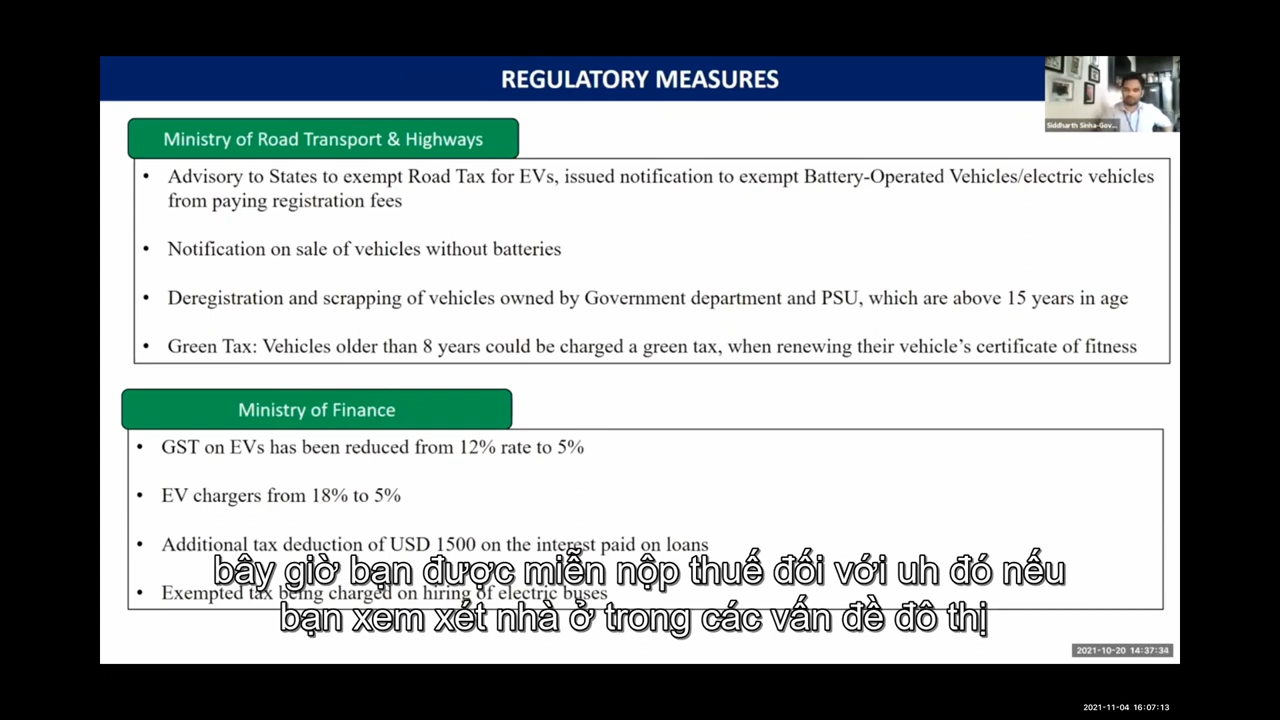 REGULATORY MEASURES
Siddharth Sinha-Gov...
Ministry of Road Transport & Highways
• Advisory to States to exempt Road Tax for EVs, issued notification to exempt Battery-Operated Vehicles/electric vehicles
from paying registration fees
• Notification on sale of vehicles without batteries
• Deregistration and scrapping of vehicles owned by Government department and PSU, which are above 15 years in age
• Green Tax: Vehicles older than 8 years could be charged a green tax, when renewing their vehicle's certificate of fitness
Ministry of Finance
• GST on EVs has been reduced from 12% rate to 5%
• EV chargers from 18% to 5%
• Additional tax deduction of USD 1500 on the interest paid on loans
• Exempted tax being charged on hiring of electric buses
bây giờ bạn được miễn nộp thuế đối với uh đó nếu
bạn xem xét nhà ở trong các vấn đề đô thị
2021-10-20 14:37:34
2021-11-04 16:07:13